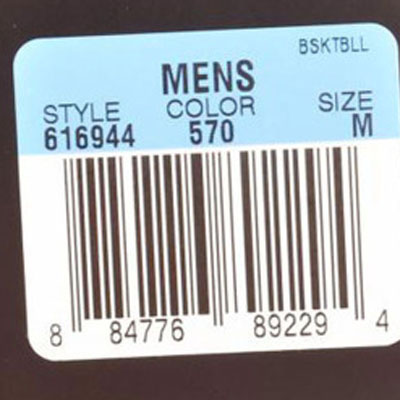 BSKTBLL
MENS
STYLE COLOR SIZE
616944 570 M
8 84776 89229 4